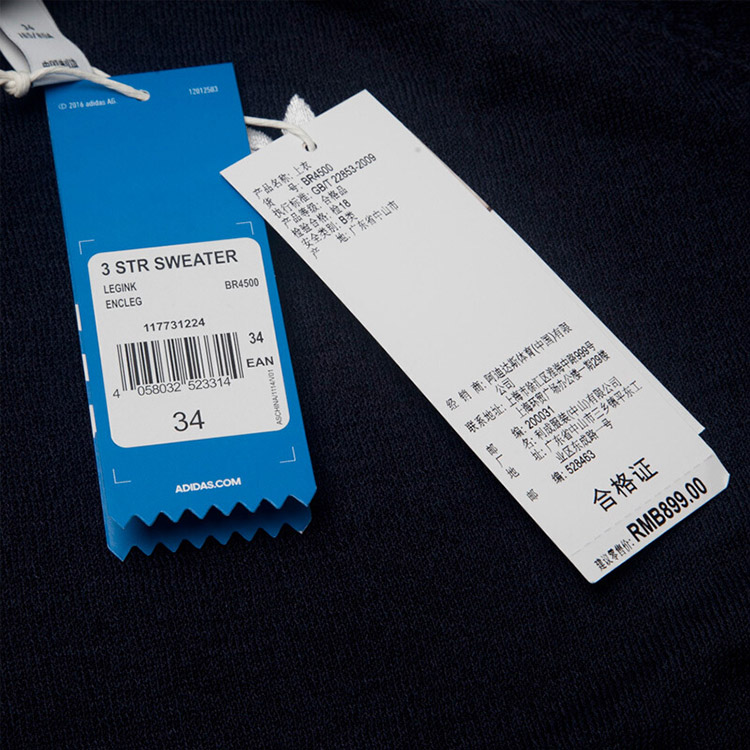 34
165/80A
© 2016 adidas AG.
12012583
3 STR SWEATER
LEGINK
BR4500
ENCLEG
117731224
34
EAN
4 058032 523314
34
ASCHINA/1114/V01
ADIDAS.COM
产品名称: 上衣
货 号: BR4500
执行标准: GB/T 22853-2009
产品等级: 合格品
检验合格: 检18
安全类别: B类
产 地: 广东省中山市
经 销 商: 阿迪达斯体育(中国)有限
公司
联系地址: 上海市徐汇区淮海中路999号
上海环贸广场办公楼一期29楼
邮 编: 200031
厂 名: 利成服装(中山)有限公司
地 址: 广东省中山市三乡镇平东工
业区东成路一号
邮 编: 528463
合格证
建议零售价: RMB899.00